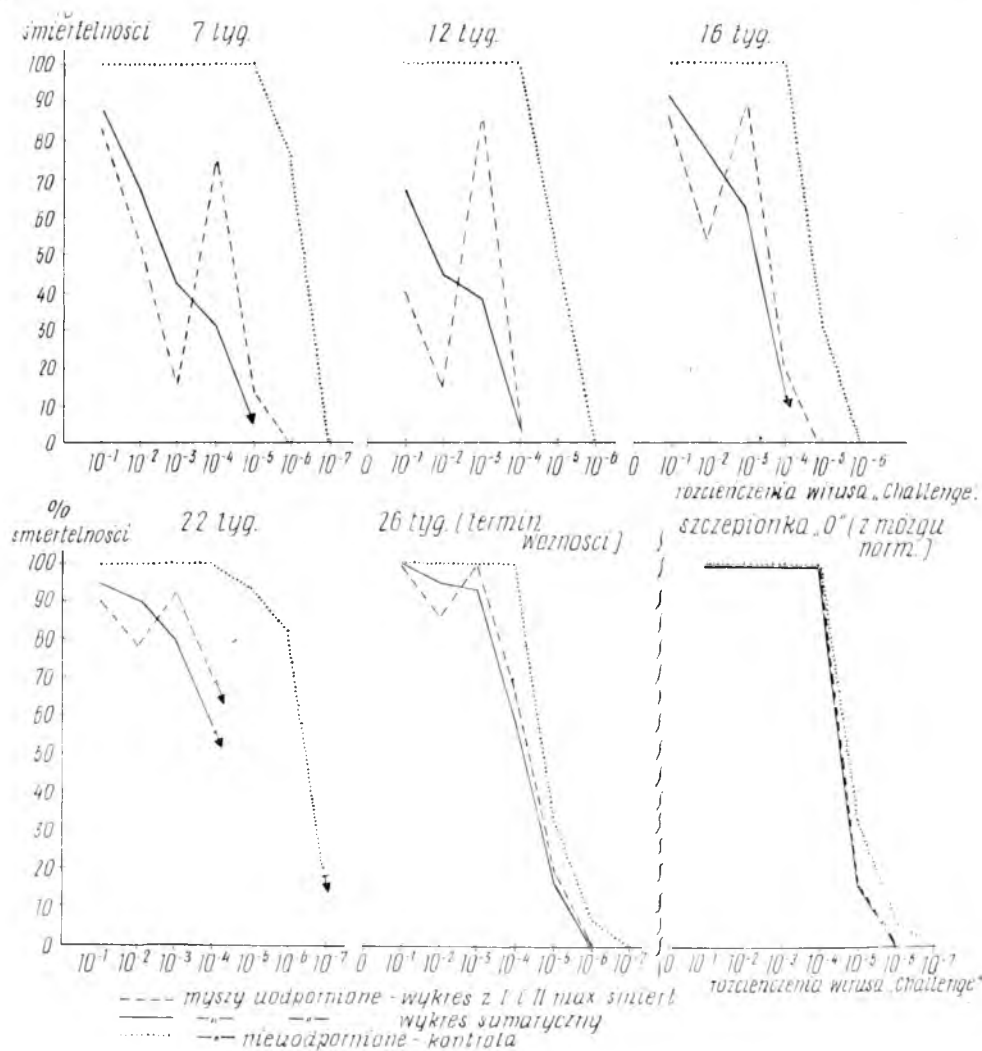 % śmiertelności 7 tyg. 12 tyg. 16 tyg.
100
90
80
70
60
50
40
30
20
10
0
10⁻¹ 10⁻² 10⁻³ 10⁻⁴ 10⁻⁵ 10⁻⁶ 10⁻⁷
0 10⁻¹ 10⁻² 10⁻³ 10⁻⁴ 10⁻⁵ 10⁻⁶
0 10⁻¹ 10⁻² 10⁻³ 10⁻⁴ 10⁻⁵ 10⁻⁶
rozcieńczenia wirusa „Challenge".
%
śmiertelności
22 tyg.
26 tyg. (termin
ważności)
szczepionka „0" (z mózgu
norm.)
100
90
80
70
60
50
40
30
20
10
0
10⁻¹ 10⁻² 10⁻³ 10⁻⁴ 10⁻⁵ 10⁻⁶ 10⁻⁷
0 10⁻¹ 10⁻² 10⁻³ 10⁻⁴ 10⁻⁵ 10⁻⁶ 10⁻⁷
0 10⁻¹ 10⁻² 10⁻³ 10⁻⁴ 10⁻⁵ 10⁻⁶ 10⁻⁷
rozcieńczenia wirusa „Challenge"
myszy uodpornione - wykres z I i II max śmiert
—"— —"— wykres sumaryczny
—"— nieuodpornione - kontrola